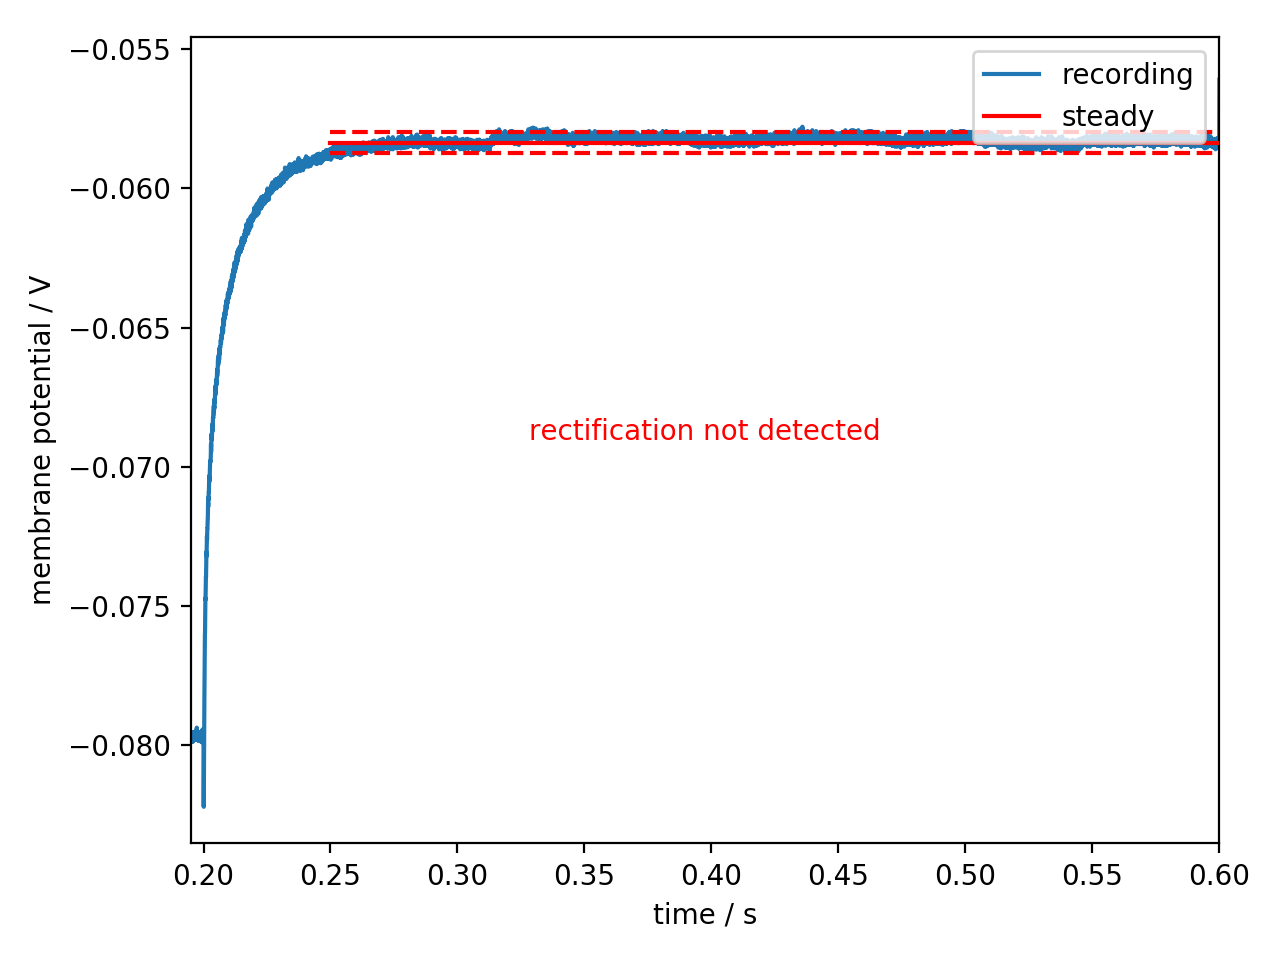 −0.055
−0.060
−0.065
−0.070
−0.075
−0.080
membrane potential / V
recording
steady
rectification not detected
0.20 0.25 0.30 0.35 0.40 0.45 0.50 0.55 0.60
time / s